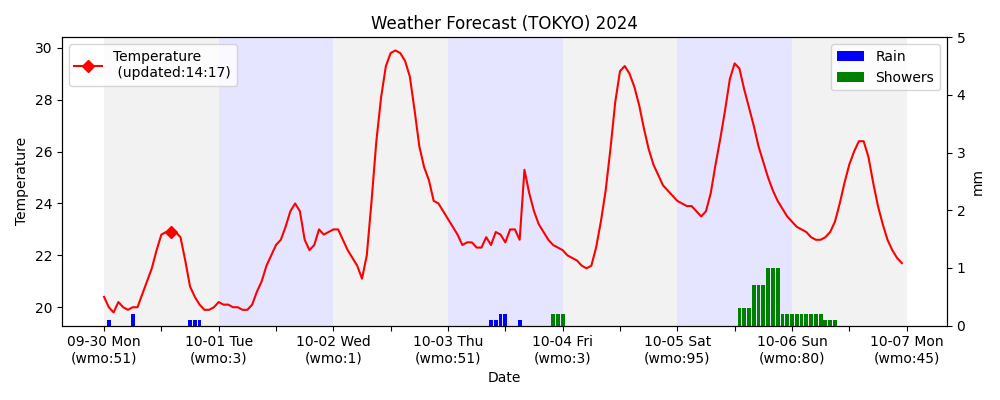 Weather Forecast (TOKYO) 2024
Temperature
(updated:14:17)
Rain
Showers
30
28
26
24
22
20
Temperature
5
4
3
2
1
0
mm
09-30 Mon
(wmo:51)
10-01 Tue
(wmo:3)
10-02 Wed
(wmo:1)
10-03 Thu
(wmo:51)
10-04 Fri
(wmo:3)
10-05 Sat
(wmo:95)
10-06 Sun
(wmo:80)
10-07 Mon
(wmo:45)
Date